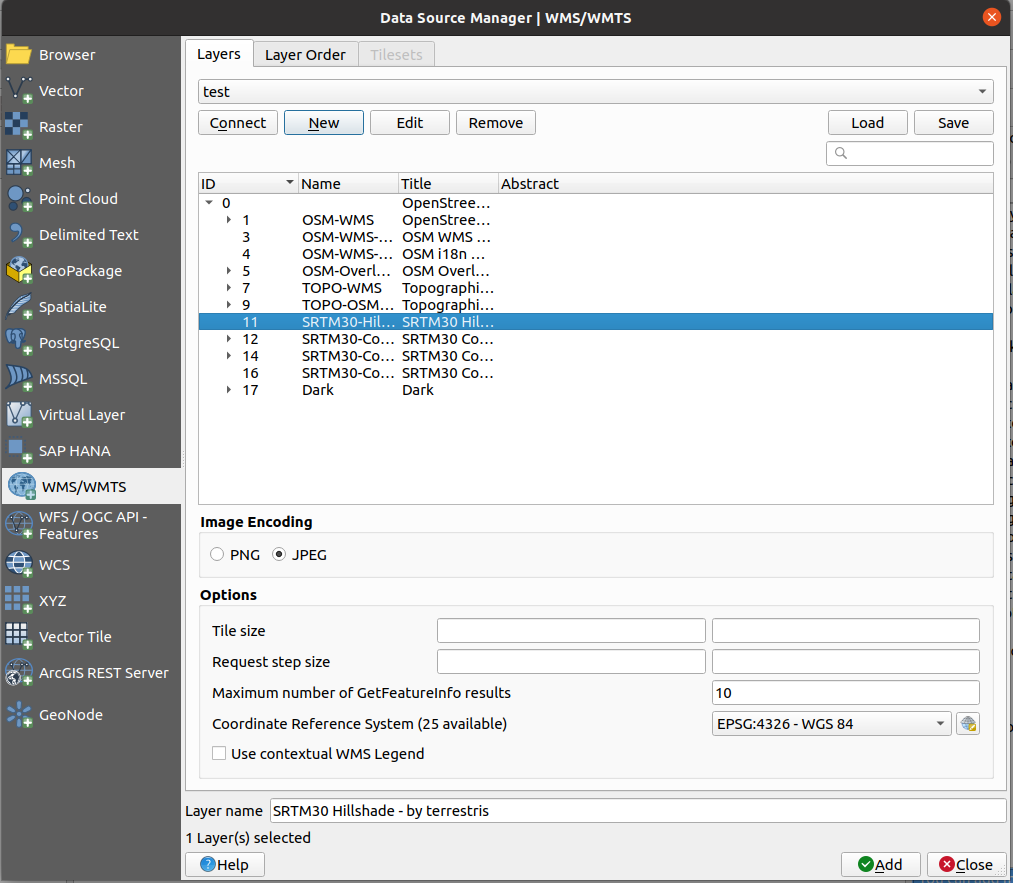 Data Source Manager | WMS/WMTS
Browser
Vector
Raster
Mesh
Point Cloud
Delimited Text
GeoPackage
SpatiaLite
PostgreSQL
MSSQL
Virtual Layer
SAP HANA
WMS/WMTS
WFS / OGC API -
Features
WCS
XYZ
Vector Tile
ArcGIS REST Server
GeoNode
Layers Layer Order Tilesets
test
Connect New Edit Remove Load Save
ID Name Title Abstract
0 OpenStree...
1 OSM-WMS OpenStree...
3 OSM-WMS-... OSM WMS ...
4 OSM-WMS-... OSM i18n ...
5 OSM-Overl... OSM Overl...
7 TOPO-WMS Topographi...
9 TOPO-OSM... Topographi...
11 SRTM30-Hil... SRTM30 Hil...
12 SRTM30-Co... SRTM30 Co...
14 SRTM30-Co... SRTM30 Co...
16 SRTM30-Co... SRTM30 Co...
17 Dark Dark
Image Encoding
PNG JPEG
Options
Tile size
Request step size
Maximum number of GetFeatureInfo results 10
Coordinate Reference System (25 available) EPSG:4326 - WGS 84
Use contextual WMS Legend
Layer name SRTM30 Hillshade - by terrestris
1 Layer(s) selected
Help Add Close